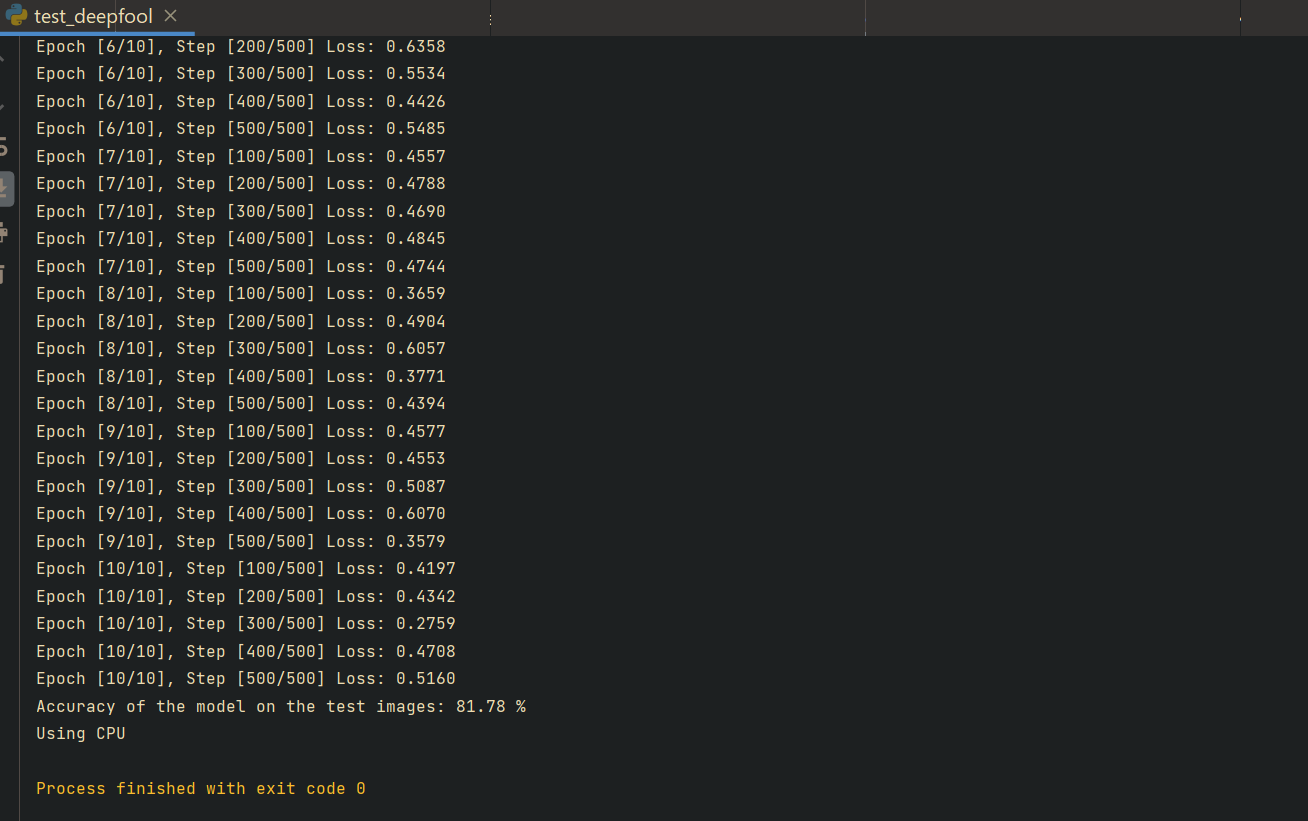 test_deepfool
Epoch [6/10], Step [200/500] Loss: 0.6358
Epoch [6/10], Step [300/500] Loss: 0.5534
Epoch [6/10], Step [400/500] Loss: 0.4426
Epoch [6/10], Step [500/500] Loss: 0.5485
Epoch [7/10], Step [100/500] Loss: 0.4557
Epoch [7/10], Step [200/500] Loss: 0.4788
Epoch [7/10], Step [300/500] Loss: 0.4690
Epoch [7/10], Step [400/500] Loss: 0.4845
Epoch [7/10], Step [500/500] Loss: 0.4744
Epoch [8/10], Step [100/500] Loss: 0.3659
Epoch [8/10], Step [200/500] Loss: 0.4904
Epoch [8/10], Step [300/500] Loss: 0.6057
Epoch [8/10], Step [400/500] Loss: 0.3771
Epoch [8/10], Step [500/500] Loss: 0.4394
Epoch [9/10], Step [100/500] Loss: 0.4577
Epoch [9/10], Step [200/500] Loss: 0.4553
Epoch [9/10], Step [300/500] Loss: 0.5087
Epoch [9/10], Step [400/500] Loss: 0.6070
Epoch [9/10], Step [500/500] Loss: 0.3579
Epoch [10/10], Step [100/500] Loss: 0.4197
Epoch [10/10], Step [200/500] Loss: 0.4342
Epoch [10/10], Step [300/500] Loss: 0.2759
Epoch [10/10], Step [400/500] Loss: 0.4708
Epoch [10/10], Step [500/500] Loss: 0.5160
Accuracy of the model on the test images: 81.78 %
Using CPU
Process finished with exit code 0